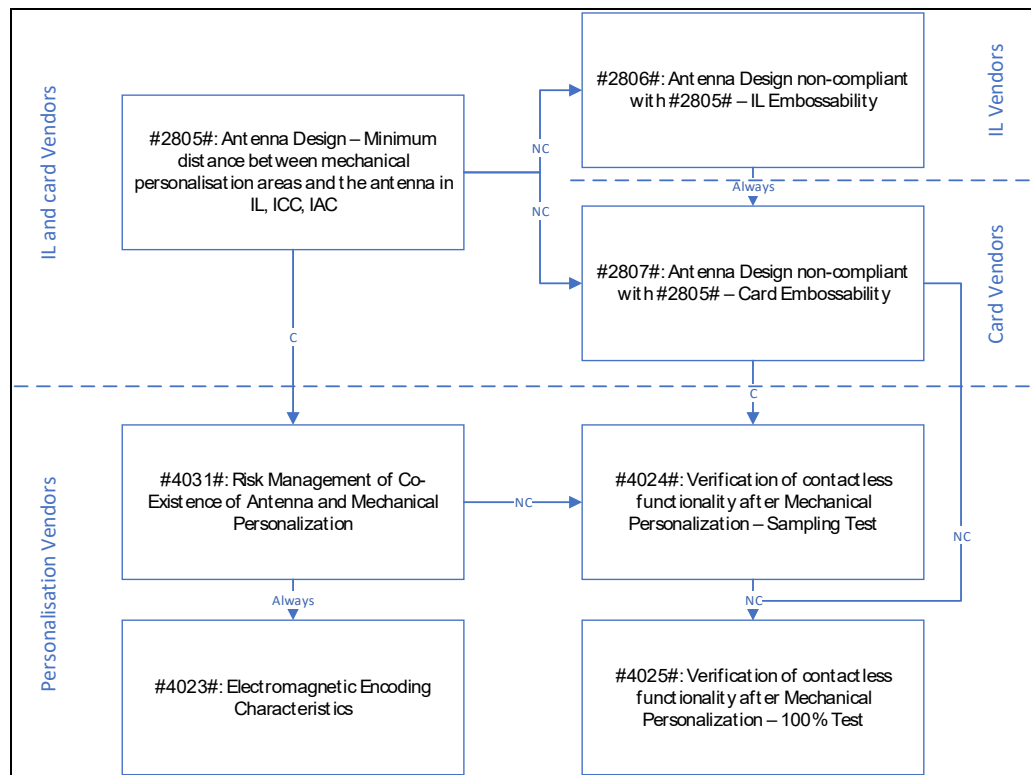 IL and card Vendors
#2805#: Antenna Design – Minimum
distance between mechanical
personalisation areas and the antenna in
IL, ICC, IAC
NC
NC
#2806#: Antenna Design non-compliant
with #2805# – IL Embossability
IL Vendors
Always
#2807#: Antenna Design non-compliant
with #2805# – Card Embossability
Card Vendors
C
C
Personalisation Vendors
#4031#: Risk Management of Co-
Existence of Antenna and Mechanical
Personalization
NC
#4024#: Verification of contactless
functionality after Mechanical
Personalization – Sampling Test
NC
Always
NC
#4023#: Electromagnetic Encoding
Characteristics
#4025#: Verification of contactless
functionality after Mechanical
Personalization – 100% Test